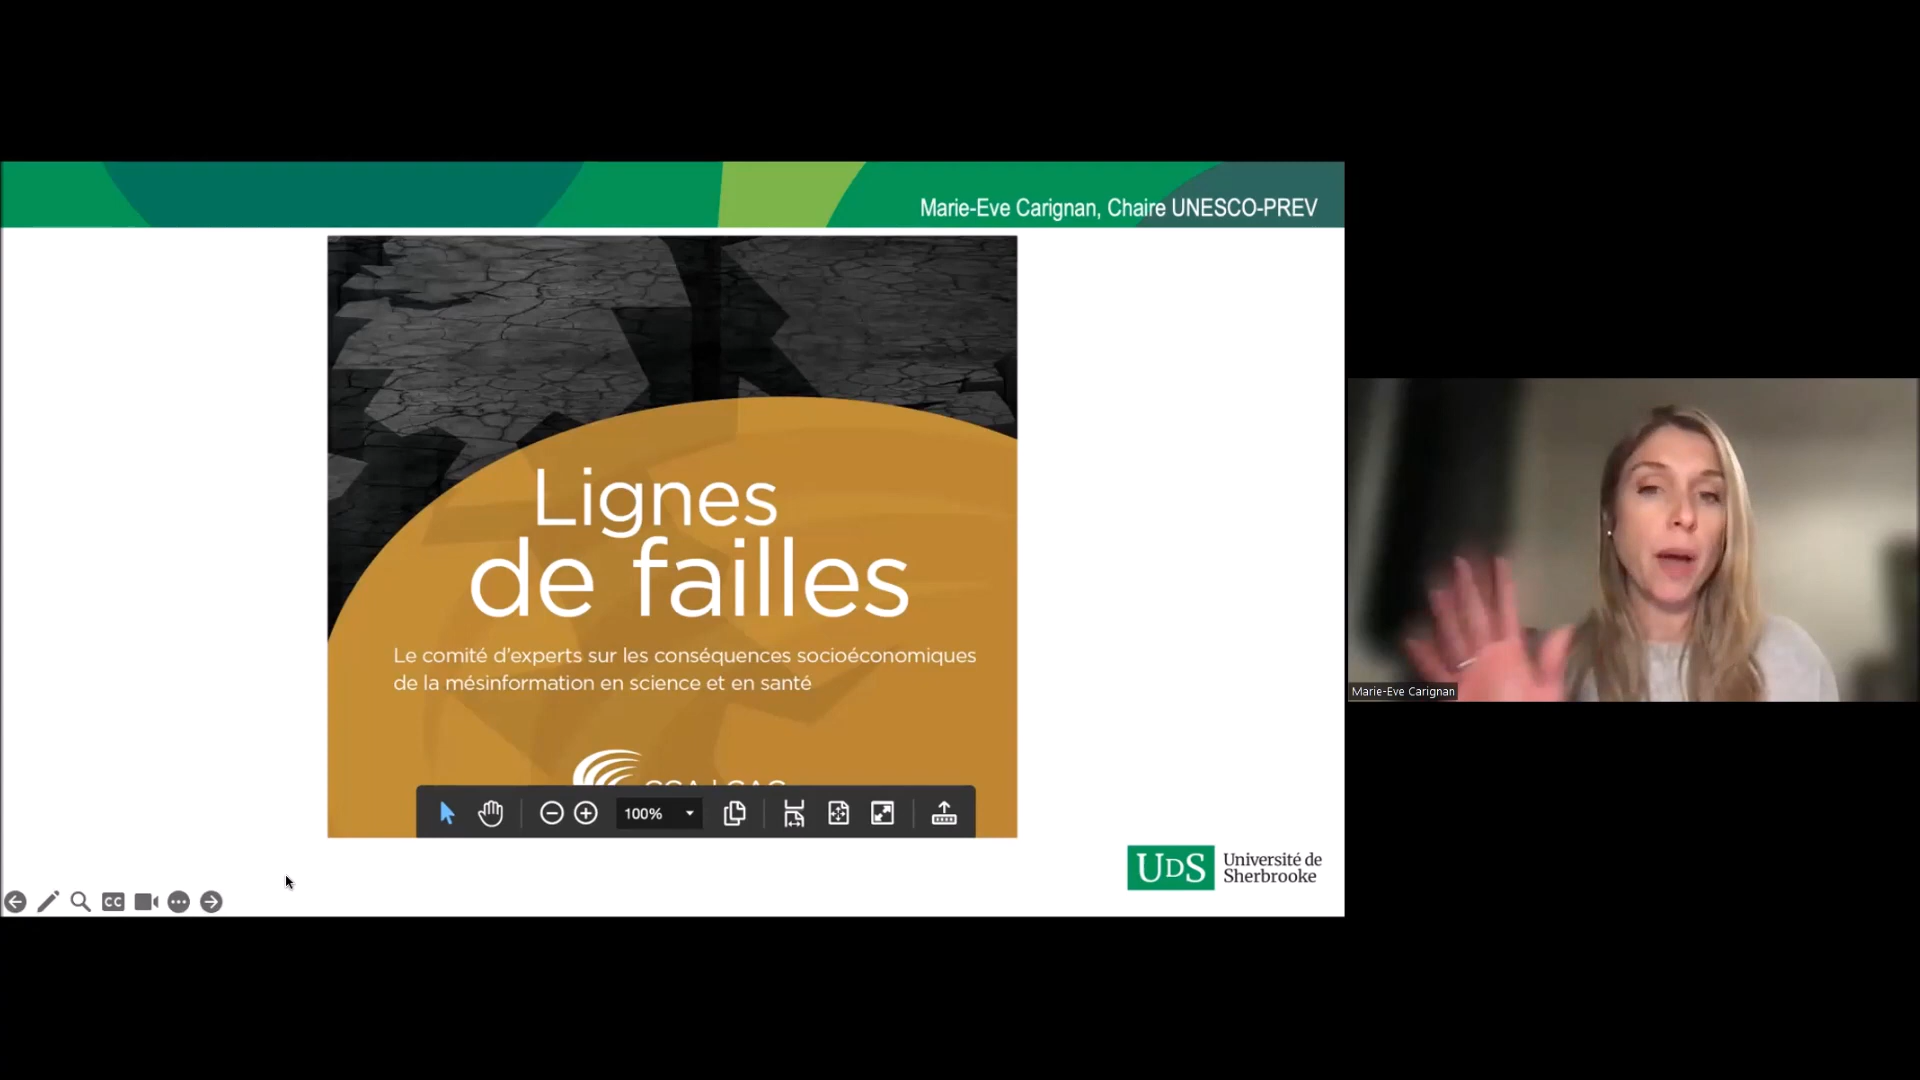 Marie-Eve Carignan, Chaire UNESCO-PREV
Lignes
de failles
Le comité d'experts sur les conséquences socioéconomiques
de la mésinformation en science et en santé
100%
UDS
Université de
Sherbrooke
CC
Marie-Eve Carignan